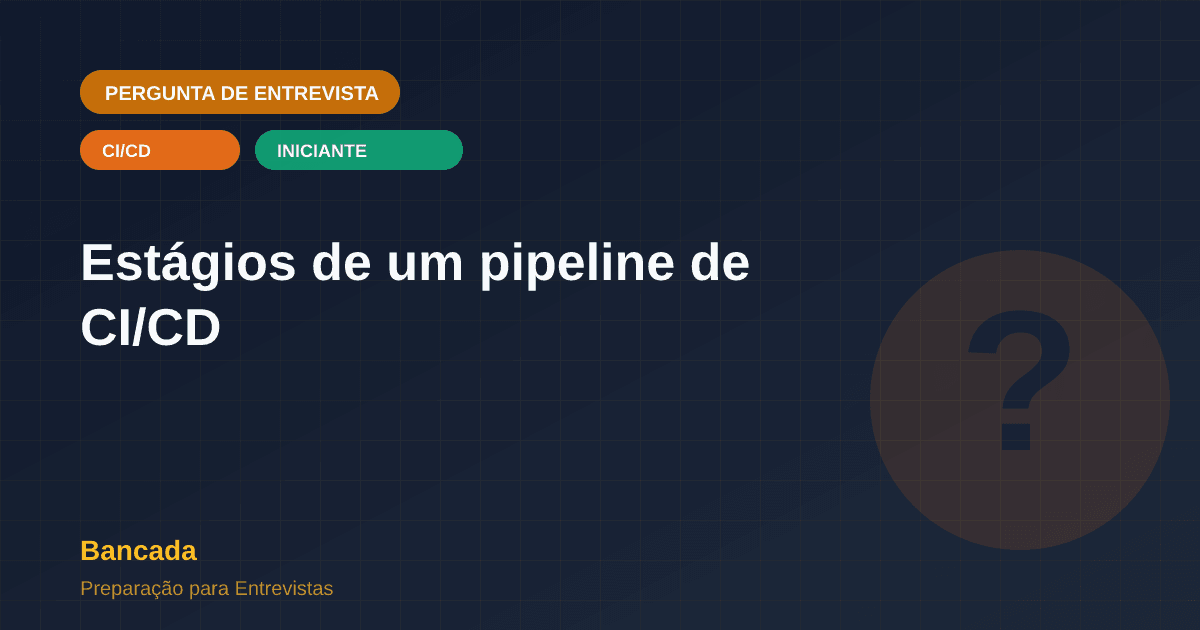 PERGUNTA DE ENTREVISTA
CI/CD
INICIANTE
Estágios de um pipeline de
CI/CD
?
Bancada
Preparação para Entrevistas